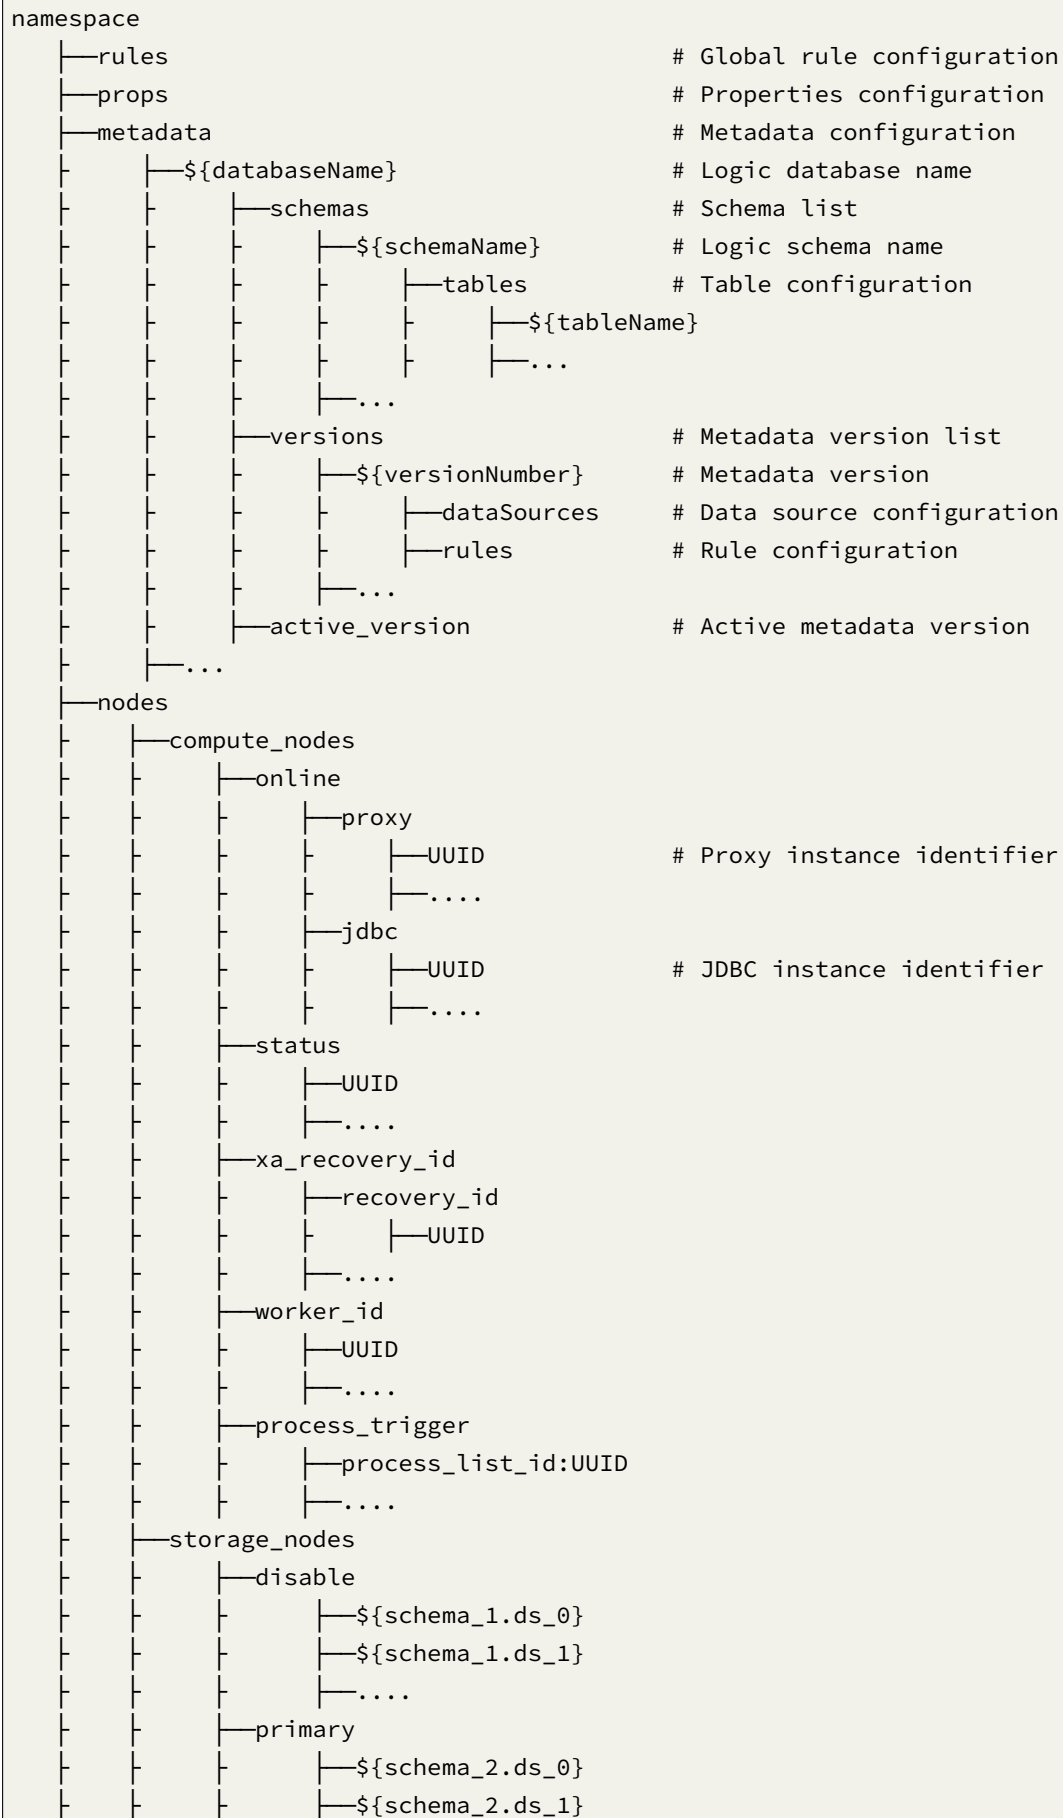 namespace
   ├──rules                                   # Global rule configuration
   ├──props                                   # Properties configuration
   ├──metadata                                # Metadata configuration
   ├     ├──${databaseName}                   # Logic database name
   ├     ├     ├──schemas                     # Schema list
   ├     ├     ├     ├──${schemaName}         # Logic schema name
   ├     ├     ├     ├     ├──tables          # Table configuration
   ├     ├     ├     ├     ├     ├──${tableName}
   ├     ├     ├     ├     ├     ├──...
   ├     ├     ├     ├──...
   ├     ├     ├──versions                    # Metadata version list
   ├     ├     ├     ├──${versionNumber}      # Metadata version
   ├     ├     ├     ├     ├──dataSources     # Data source configuration
   ├     ├     ├     ├     ├──rules           # Rule configuration
   ├     ├     ├     ├──...
   ├     ├     ├──active_version              # Active metadata version
   ├     ├──...
   ├──nodes
   ├    ├──compute_nodes
   ├    ├     ├──online
   ├    ├     ├     ├──proxy
   ├    ├     ├     ├     ├──UUID             # Proxy instance identifier
   ├    ├     ├     ├     ├──....
   ├    ├     ├     ├──jdbc
   ├    ├     ├     ├     ├──UUID             # JDBC instance identifier
   ├    ├     ├     ├     ├──....
   ├    ├     ├──status
   ├    ├     ├     ├──UUID
   ├    ├     ├     ├──....
   ├    ├     ├──xa_recovery_id
   ├    ├     ├     ├──recovery_id
   ├    ├     ├     ├     ├──UUID
   ├    ├     ├     ├──....
   ├    ├     ├──worker_id
   ├    ├     ├     ├──UUID
   ├    ├     ├     ├──....
   ├    ├     ├──process_trigger
   ├    ├     ├     ├──process_list_id:UUID
   ├    ├     ├     ├──....
   ├    ├──storage_nodes
   ├    ├     ├──disable
   ├    ├     ├      ├──${schema_1.ds_0}
   ├    ├     ├      ├──${schema_1.ds_1}
   ├    ├     ├      ├──....
   ├    ├     ├──primary
   ├    ├     ├      ├──${schema_2.ds_0}
   ├    ├     ├      ├──${schema_2.ds_1}